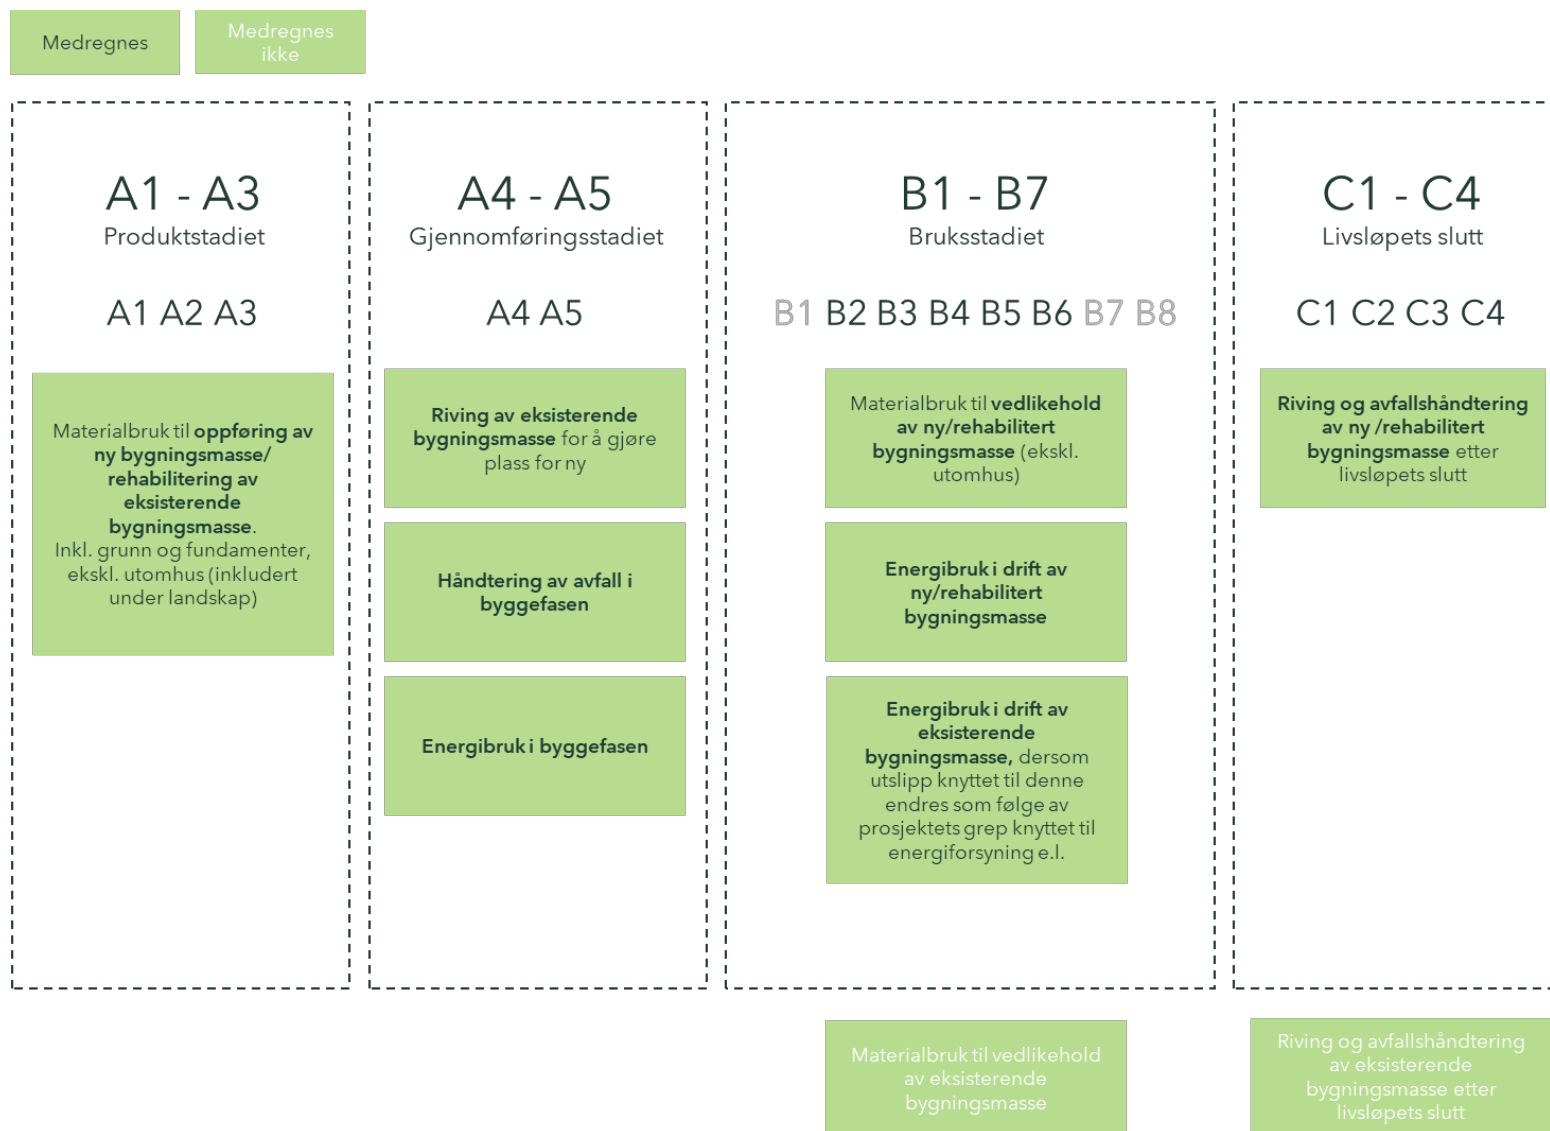 Medregnes
Medregnes
ikke
A1 - A3
Produktstadiet
A1 A2 A3
Materialbruk til oppføring av
ny bygningsmasse/
rehabilitering av
eksisterende
bygningsmasse.
Inkl. grunn og fundamenter,
ekskl. utomhus (inkludert
under landskap)
A4 - A5
Gjennomføringsstadiet
A4 A5
Riving av eksisterende
bygningsmasse for å gjøre
plass for ny
Håndtering av avfall i
byggefasen
Energibruk i byggefasen
B1 - B7
Bruksstadiet
B1 B2 B3 B4 B5 B6 B7 B8
Materialbruk til vedlikehold
av ny/rehabilitert
bygningsmasse (ekskl.
utomhus)
Energibruk i drift av
ny/rehabilitert
bygningsmasse
Energibruk i drift av
eksisterende
bygningsmasse, dersom
utslipp knyttet til denne
endres som følge av
prosjektets grep knyttet til
energiforsyning e.l.
Materialbruk til vedlikehold
av eksisterende
bygningsmasse
C1 - C4
Livsløpets slutt
C1 C2 C3 C4
Riving og avfallshåndtering
av ny /rehabilitert
bygningsmasse etter
livsløpets slutt
Riving og avfallshåndtering
av eksisterende
bygningsmasse etter
livsløpets slutt